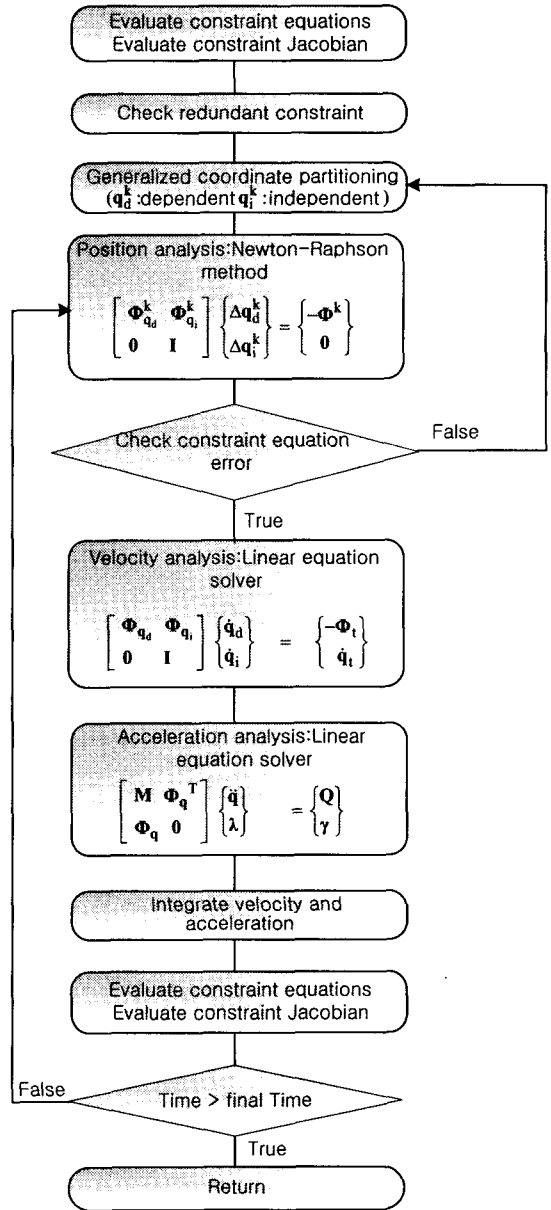 Evaluate constraint equations
Evaluate constraint Jacobian
Check redundant constraint
Generalized coordinate partitioning
(q_d^k :dependent q_i^k :independent)
Position analysis:Newton-Raphson
method
[Φ_{q_d}^k Φ_{q_i}^k] {Δq_d^k} = {-Φ^k}
[0 I] {Δq_i^k} {0}
Check constraint equation
error
False
True
Velocity analysis:Linear equation
solver
[Φ_{q_d} Φ_{q_i}] {q̇_d} = {-Φ_t}
[0 I] {q̇_i} {q̇_t}
Acceleration analysis:Linear
equation solver
[M Φ_q^T] {q̈} = {Q}
[Φ_q 0] {λ} {γ}
Integrate velocity and
acceleration
Evaluate constraint equations
Evaluate constraint Jacobian
False
Time > final Time
True
Return